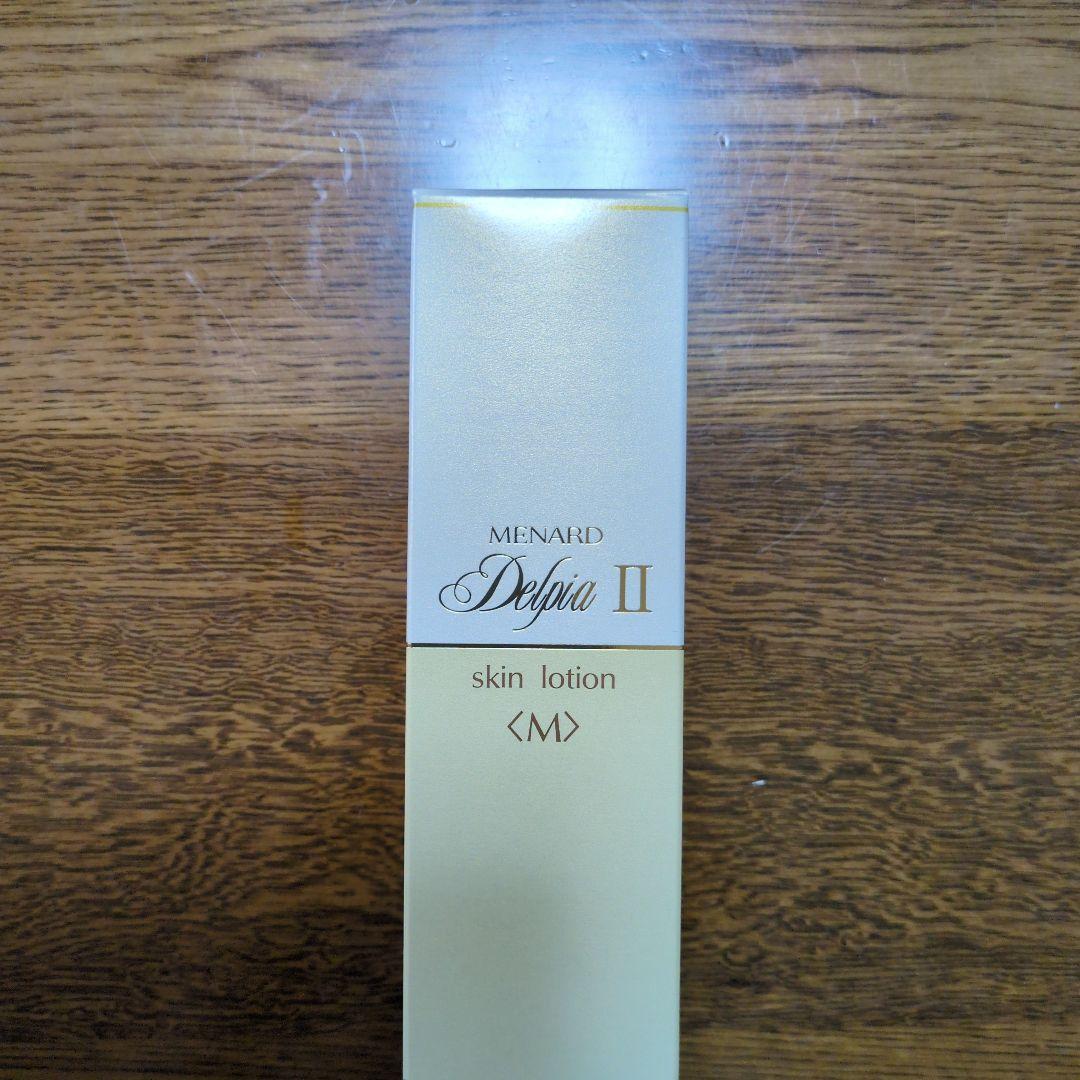 MENARD
Delpia II
skin lotion
〈M〉